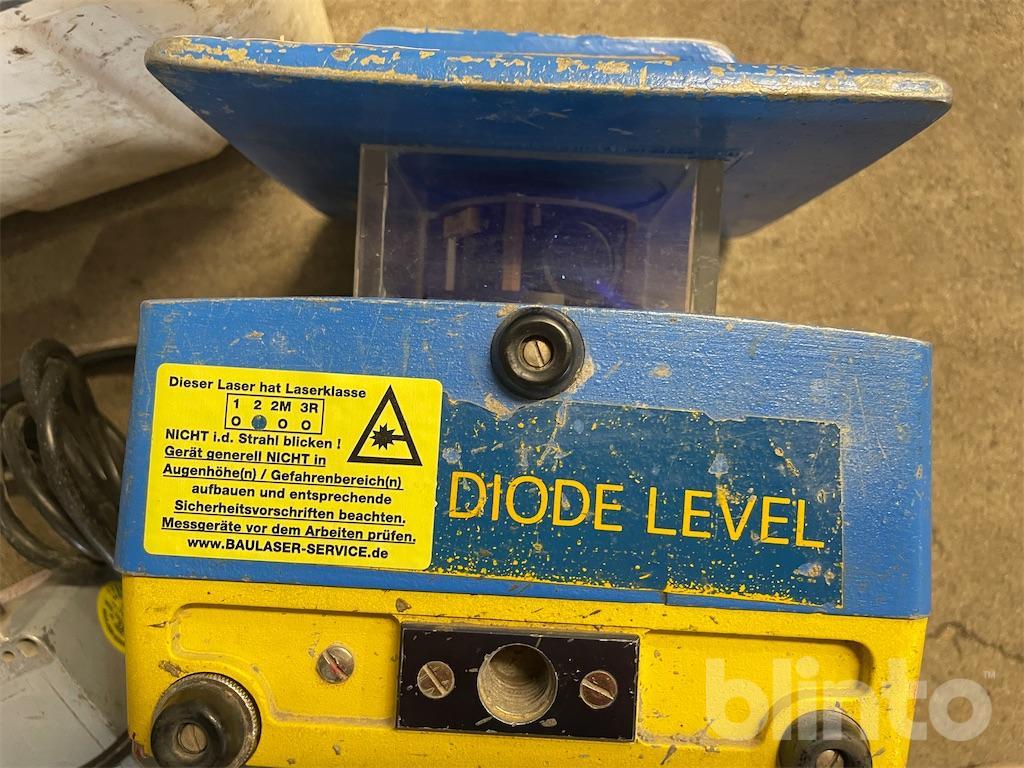 Dieser Laser hat Laserklasse
1 2 2M 3R
NICHT i.d. Strahl blicken !
Gerät generell NICHT in
Augenhöhe(n) / Gefahrenbereich(n)
aufbauen und entsprechende
Sicherheitsvorschriften beachten.
Messgeräte vor dem Arbeiten prüfen.
www.BAULASER-SERVICE.de
DIODE LEVEL
blinto™